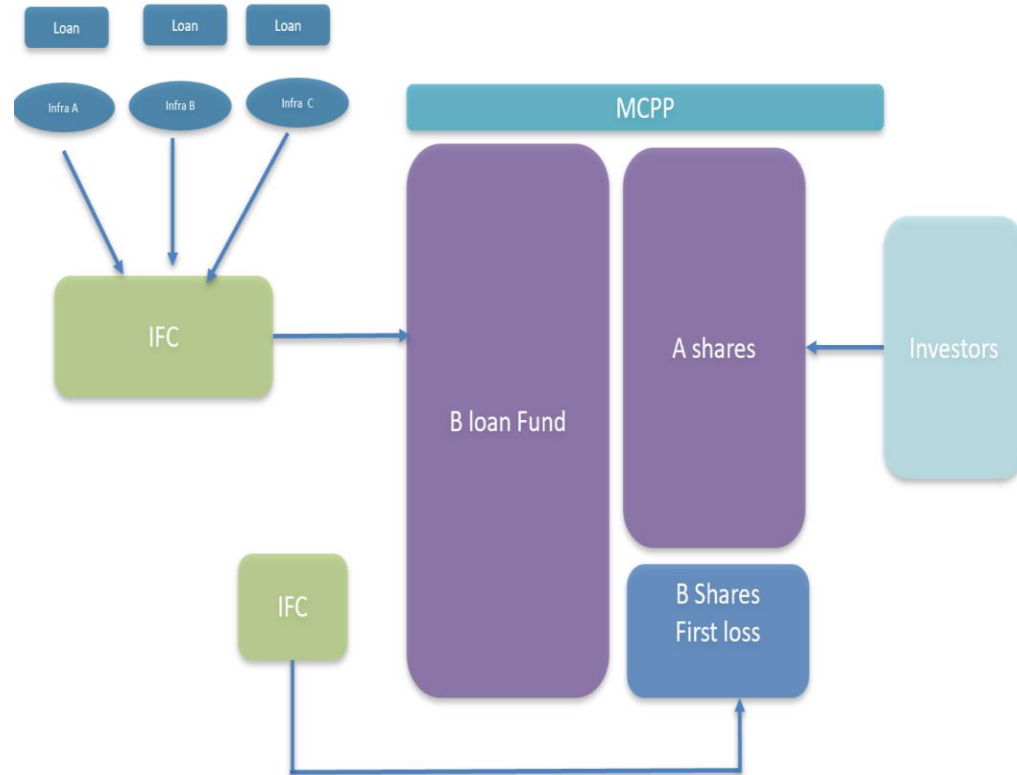 Loan
Loan
Loan
Infra A
Infra B
Infra C
MCPP
IFC
B loan Fund
A shares
Investors
IFC
B Shares
First loss